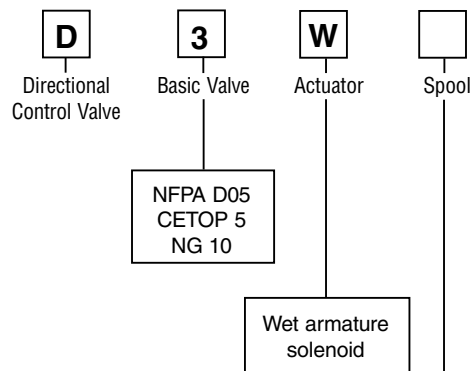 D 3 W
Directional
Control Valve
Basic Valve
Actuator
Spool
NFPA D05
CETOP 5
NG 10
Wet armature
solenoid